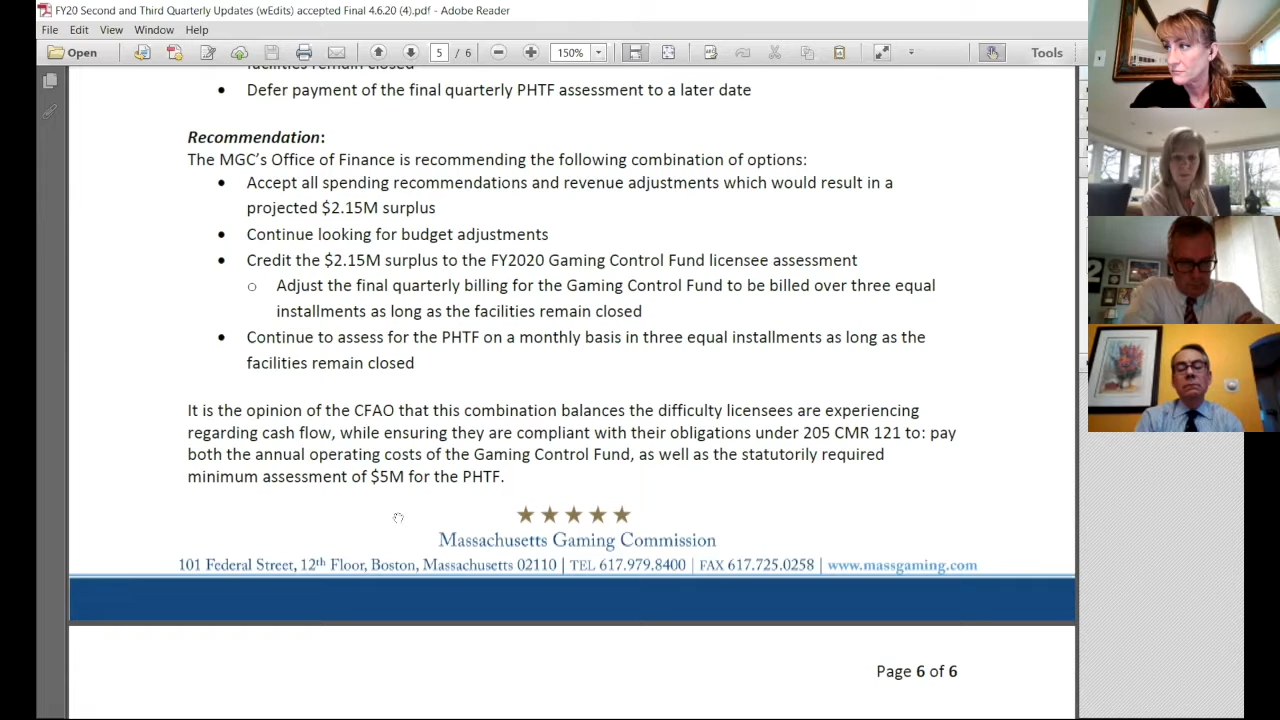 FY20 Second and Third Quarterly Updates (wEdits) accepted Final 4.6.20 (4).pdf - Adobe Reader
File Edit View Window Help
Open 5 / 6 150% Tools
facilities remain closed
• Defer payment of the final quarterly PHTF assessment to a later date
Recommendation:
The MGC’s Office of Finance is recommending the following combination of options:
• Accept all spending recommendations and revenue adjustments which would result in a
projected $2.15M surplus
• Continue looking for budget adjustments
• Credit the $2.15M surplus to the FY2020 Gaming Control Fund licensee assessment
○ Adjust the final quarterly billing for the Gaming Control Fund to be billed over three equal
installments as long as the facilities remain closed
• Continue to assess for the PHTF on a monthly basis in three equal installments as long as the
facilities remain closed
It is the opinion of the CFAO that this combination balances the difficulty licensees are experiencing
regarding cash flow, while ensuring they are compliant with their obligations under 205 CMR 121 to: pay
both the annual operating costs of the Gaming Control Fund, as well as the statutorily required
minimum assessment of $5M for the PHTF.
★ ★ ★ ★ ★
Massachusetts Gaming Commission
101 Federal Street, 12th Floor, Boston, Massachusetts 02110 | TEL 617.979.8400 | FAX 617.725.0258 | www.massgaming.com
Page 6 of 6